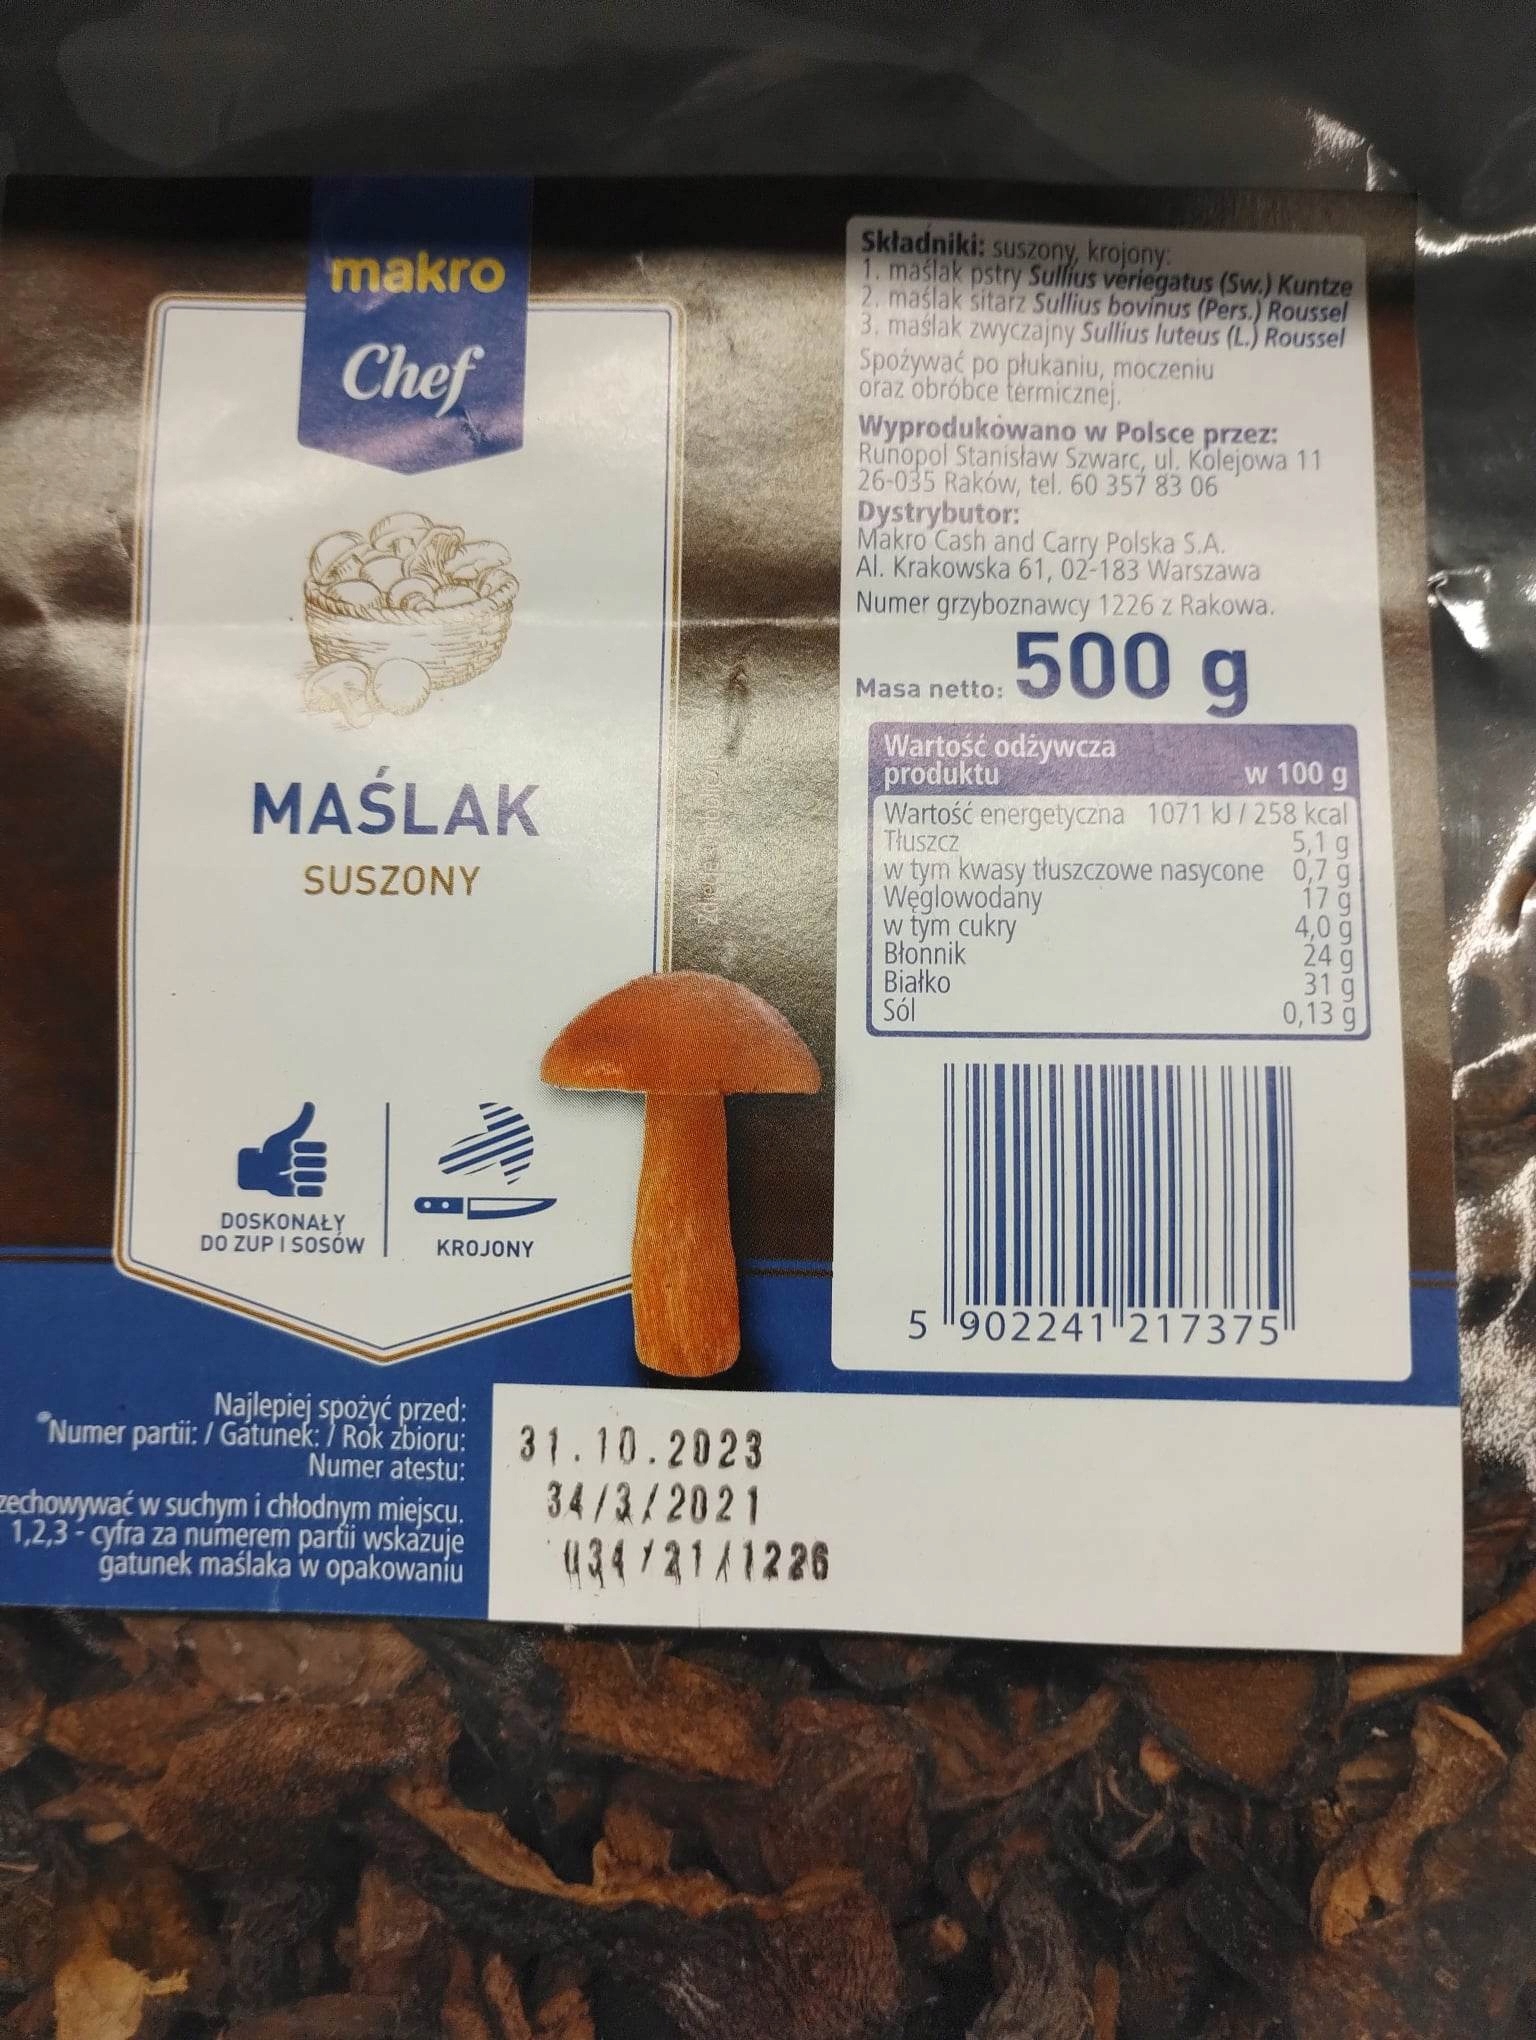 makro
Chef
MAŚLAK
SUSZONY
DOSKONAŁY
DO ZUP I SOSÓW
KROJONY
Składniki: suszony, krojony:
1. maślak pstry Sullius veriegatus (Sw.) Kuntze
2. maślak sitarz Sullius bovinus (Pers.) Roussel
3. maślak zwyczajny Sullius luteus (L.) Roussel
Spożywać po płukaniu, moczeniu
oraz obróbce termicznej.
Wyprodukowano w Polsce przez:
Runopol Stanisław Szwarc, ul. Kolejowa 11
26-035 Raków, tel. 60 357 83 06
Dystrybutor:
Makro Cash and Carry Polska S.A.
Al. Krakowska 61, 02-183 Warszawa
Numer grzyboznawcy 1226 z Rakowa.
Masa netto: 500 g
Wartość odżywcza
produktu w 100 g
Wartość energetyczna 1071 kJ / 258 kcal
Tłuszcz 5,1 g
w tym kwasy tłuszczowe nasycone 0,7 g
Węglowodany 17 g
w tym cukry 4,0 g
Błonnik 24 g
Białko 31 g
Sól 0,13 g
5 902241 217375
Najlepiej spożyć przed: 31.10.2023
Numer partii: / Gatunek: / Rok zbioru: 34/3/2021
Numer atestu: 034/21/1226
zechowywać w suchym i chłodnym miejscu.
1,2,3 - cyfra za numerem partii wskazuje
gatunek maślaka w opakowaniu